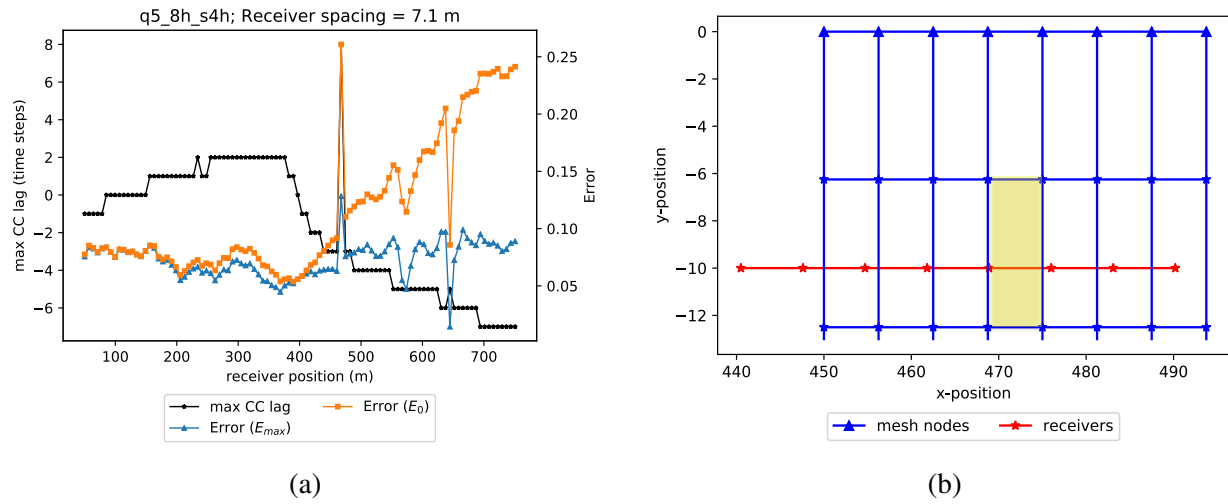 q5_8h_s4h; Receiver spacing = 7.1 m
max CC lag (time steps)
8
6
4
2
0
−2
−4
−6
0.25
0.20
0.15
0.10
0.05
Error
100 200 300 400 500 600 700
receiver position (m)
max CC lag
Error (E₀)
Error (Eₘₐₓ)
(a)
y-position
0
−2
−4
−6
−8
−10
−12
440 450 460 470 480 490
x-position
mesh nodes
receivers
(b)